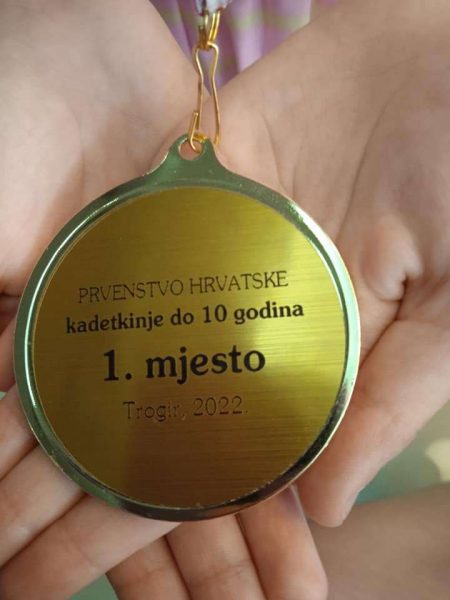 PRVENSTVO HRVATSKE
kadetkinje do 10 godina
1. mjesto
Trogir, 2022.